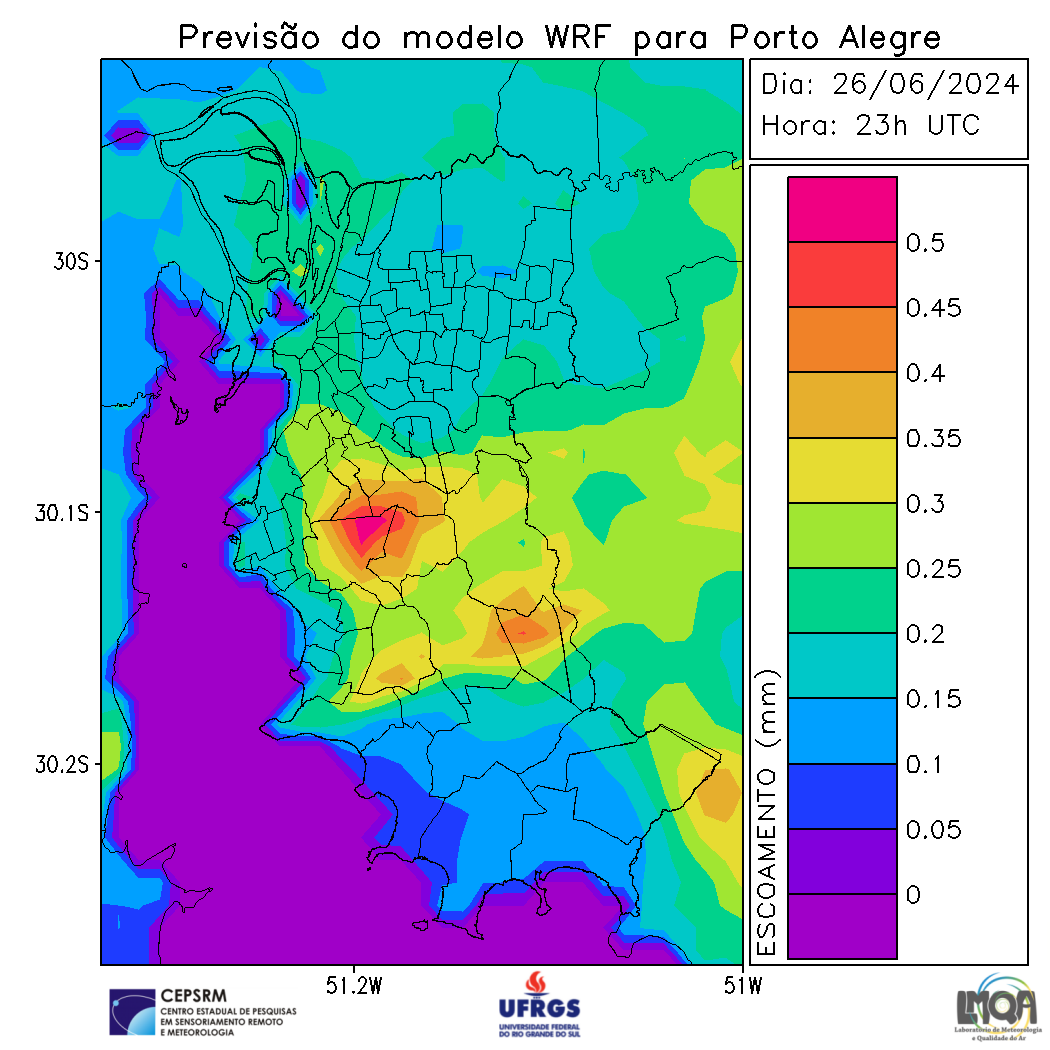 Previsão do modelo WRF para Porto Alegre
Dia: 26/06/2024
Hora: 23h UTC
30S
30.1S
30.2S
51.2W
51W
ESCOAMENTO (mm)
0.5
0.45
0.4
0.35
0.3
0.25
0.2
0.15
0.1
0.05
0
CEPSRM
CENTRO ESTADUAL DE PESQUISAS
EM SENSORIAMENTO REMOTO
E METEOROLOGIA
UFRGS
UNIVERSIDADE FEDERAL
DO RIO GRANDE DO SUL
LMQA
Laboratório de Meteorologia
e Qualidade do Ar